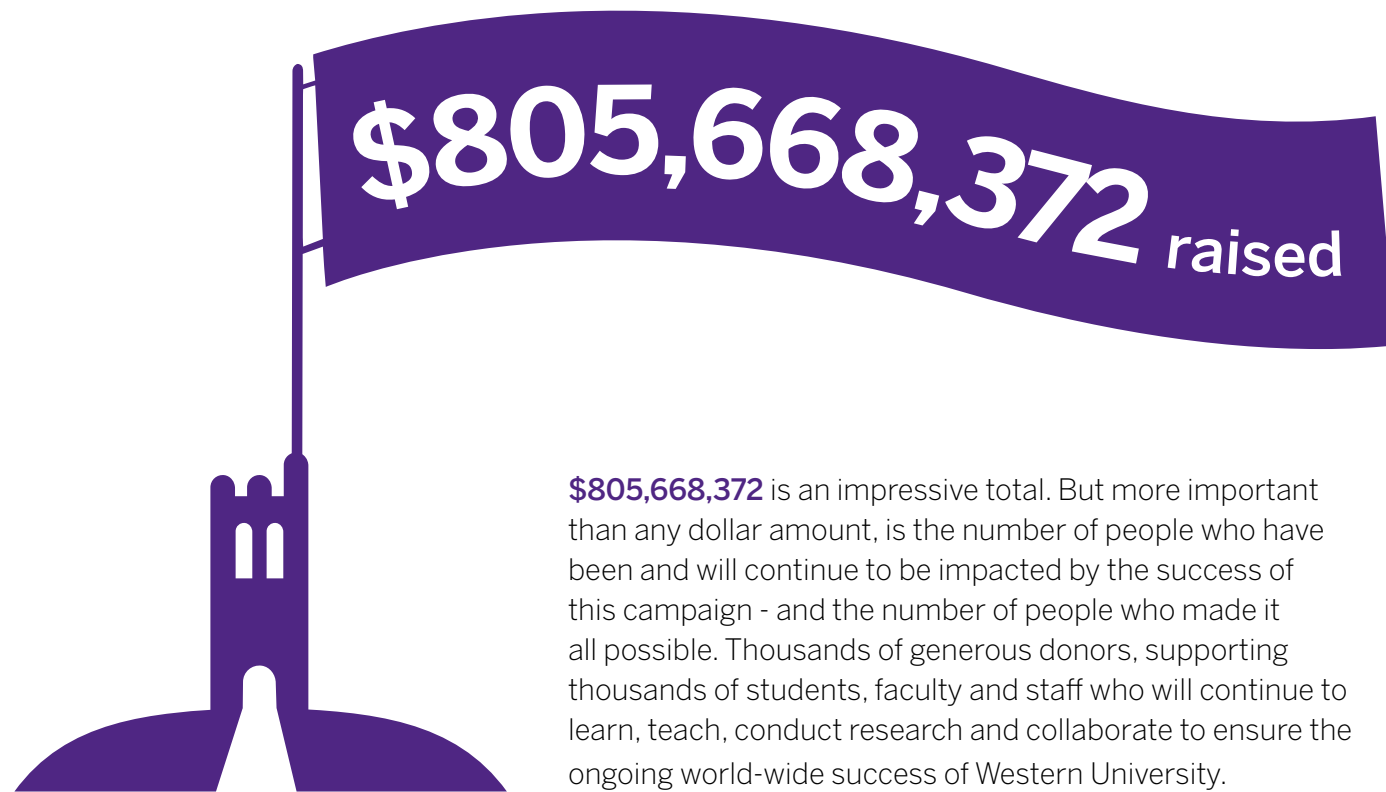 $805,668,372 raised
$805,668,372 is an impressive total. But more important
than any dollar amount, is the number of people who have
been and will continue to be impacted by the success of
this campaign - and the number of people who made it
all possible. Thousands of generous donors, supporting
thousands of students, faculty and staff who will continue to
learn, teach, conduct research and collaborate to ensure the
ongoing world-wide success of Western University.